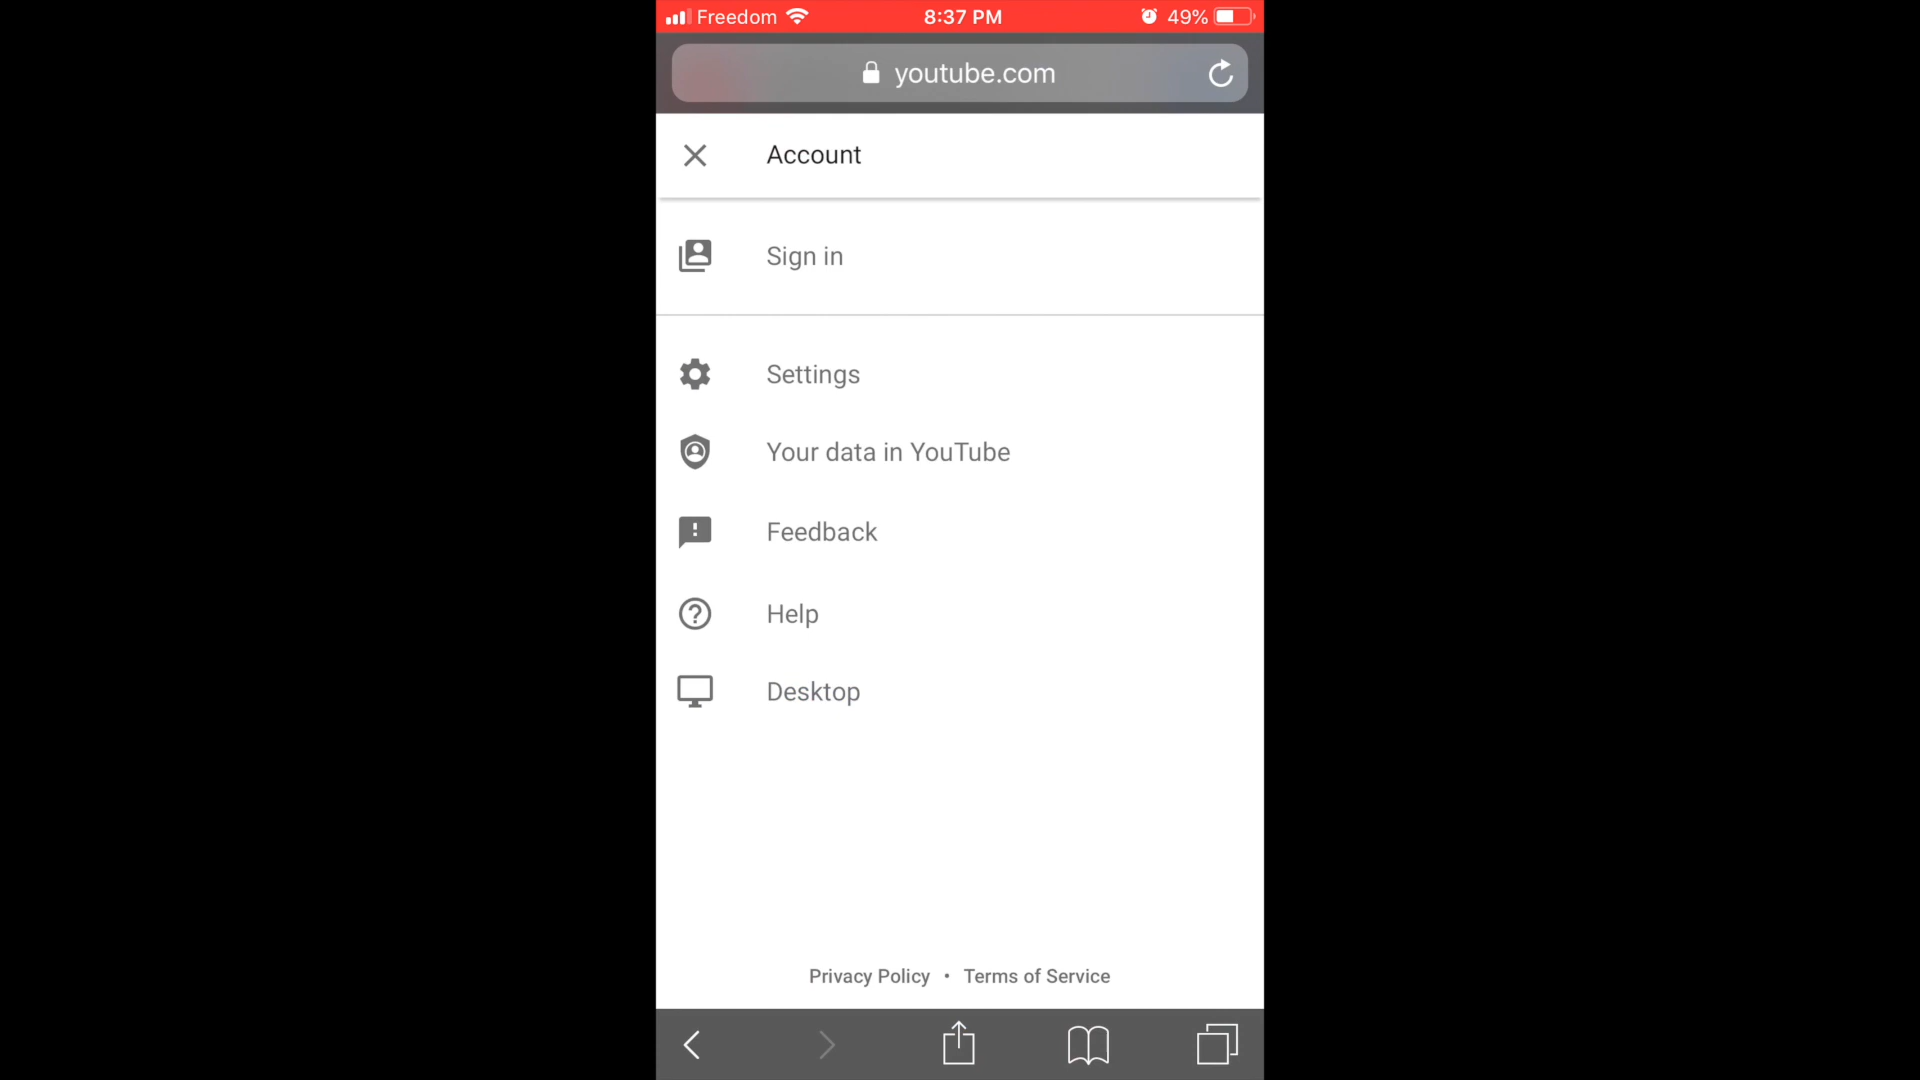 Freedom 8:37 PM 49%
youtube.com
Account
Sign in
Settings
Your data in YouTube
Feedback
Help
Desktop
Privacy Policy • Terms of Service